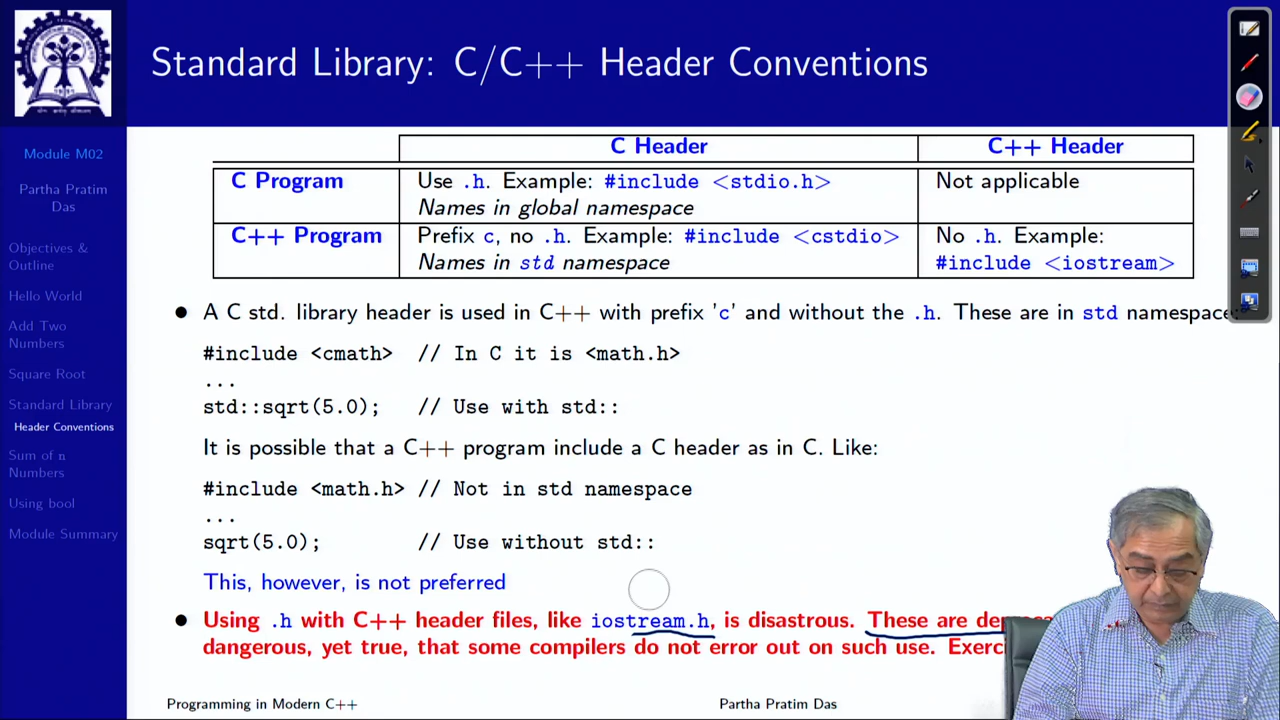 Standard Library: C/C++ Header Conventions
Module M02
Partha Pratim
Das
Objectives &
Outline
Hello World
Add Two
Numbers
Square Root
Standard Library
Header Conventions
Sum of n
Numbers
Using bool
Module Summary
C Header C++ Header
C Program Use .h. Example: #include <stdio.h> Not applicable
Names in global namespace
C++ Program Prefix c, no .h. Example: #include <cstdio> No .h. Example:
Names in std namespace #include <iostream>
● A C std. library header is used in C++ with prefix 'c' and without the .h. These are in std namespace:
#include <cmath> // In C it is <math.h>
...
std::sqrt(5.0); // Use with std::
It is possible that a C++ program include a C header as in C. Like:
#include <math.h> // Not in std namespace
...
sqrt(5.0); // Use without std::
This, however, is not preferred
● Using .h with C++ header files, like iostream.h, is disastrous. These are
dangerous, yet true, that some compilers do not error out on such use.
Programming in Modern C++ Partha Pratim Das